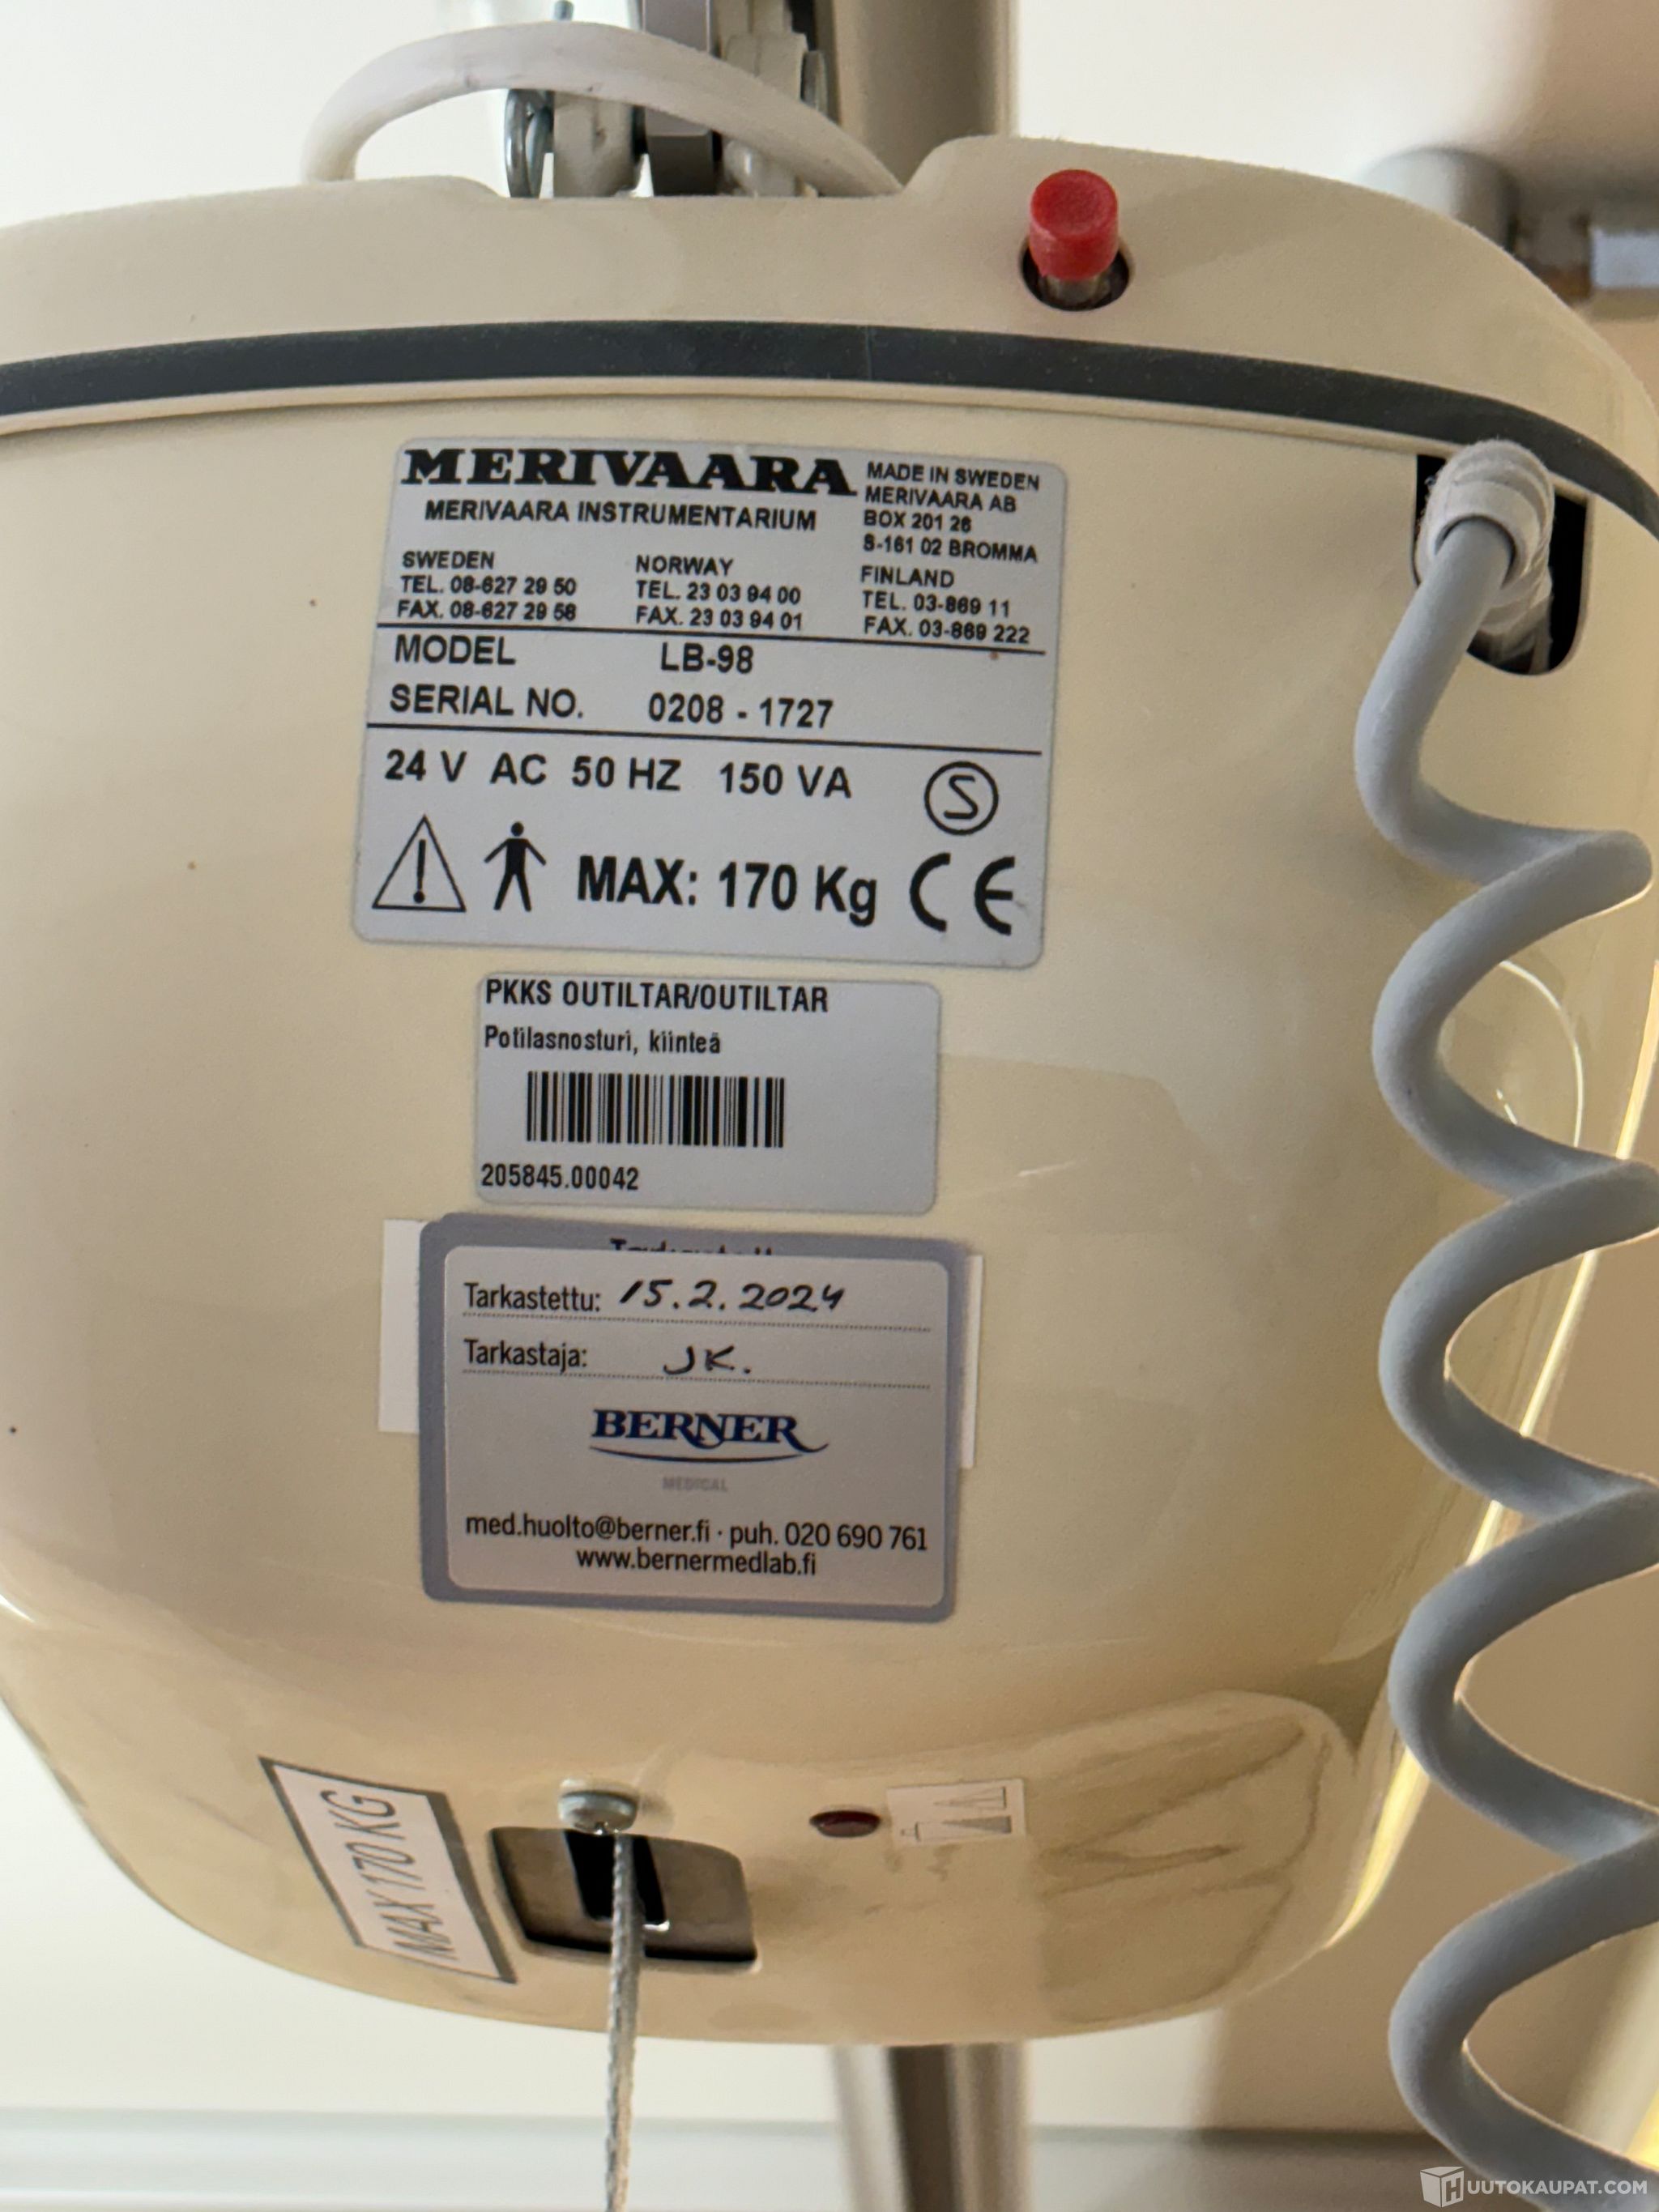 MERIVAARA
MERIVAARA INSTRUMENTARIUM
MADE IN SWEDEN
MERIVAARA AB
BOX 201 26
S-161 02 BROMMA
SWEDEN
TEL. 08-627 29 50
FAX. 08-627 29 58
NORWAY
TEL. 23 03 94 00
FAX. 23 03 94 01
FINLAND
TEL. 03-869 11
FAX. 03-869 222
MODEL LB-98
SERIAL NO. 0208 - 1727
24 V AC 50 HZ 150 VA S
MAX: 170 Kg CE
PKKS OUTILTAR/OUTILTAR
Potilasnosturi, kiinteä
205845.00042
Tarkastettu: 15.2.2024
Tarkastaja: JK.
BERNER
MEDICAL
med.huolto@berner.fi · puh. 020 690 761
www.bernermedlab.fi
MAX 170 KG
HUUTOKAUPAT.COM